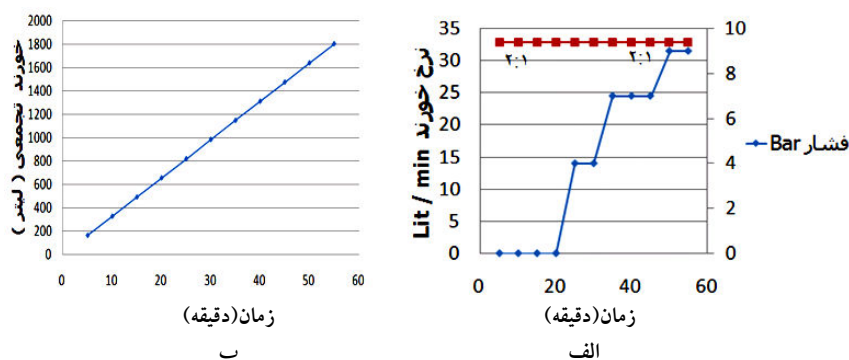 خورند تجمعی ( لیتر )
2000
1800
1600
1400
1200
1000
800
600
400
200
0
0 10 20 30 40 50 60
زمان(دقیقه)
ب
نرخ خورند Lit / min
35
30
25
20
15
10
5
0
۲:۱ ۲:۱
10
8
6
4
2
0
0 20 40 60
زمان(دقیقه)
الف
فشار Bar